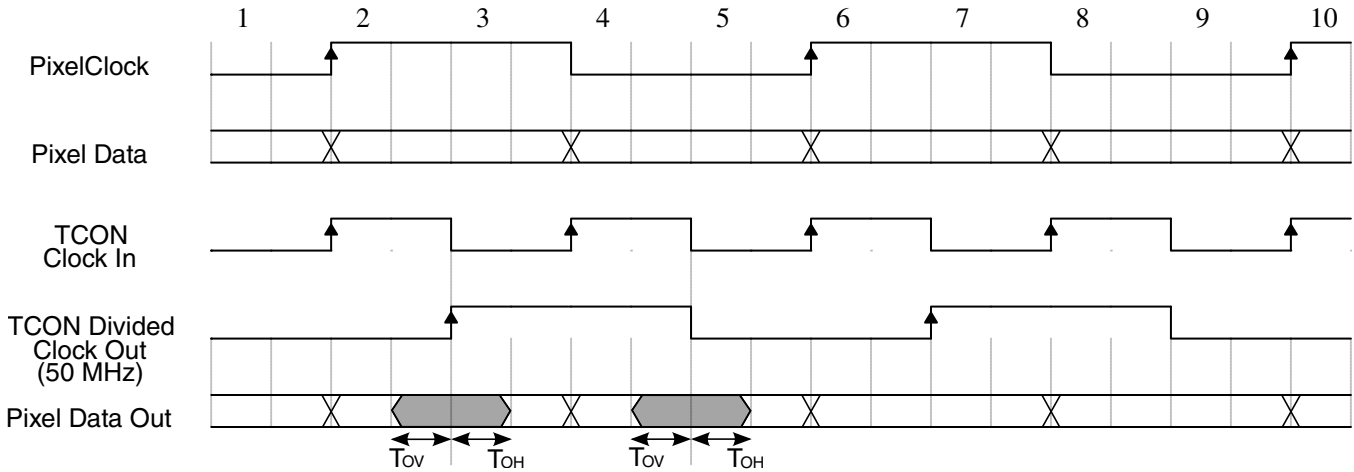 1 2 3 4 5 6 7 8 9 10
PixelClock
Pixel Data
TCON
Clock In
TCON Divided
Clock Out
(50 MHz)
Pixel Data Out
TOV TOH TOV TOH